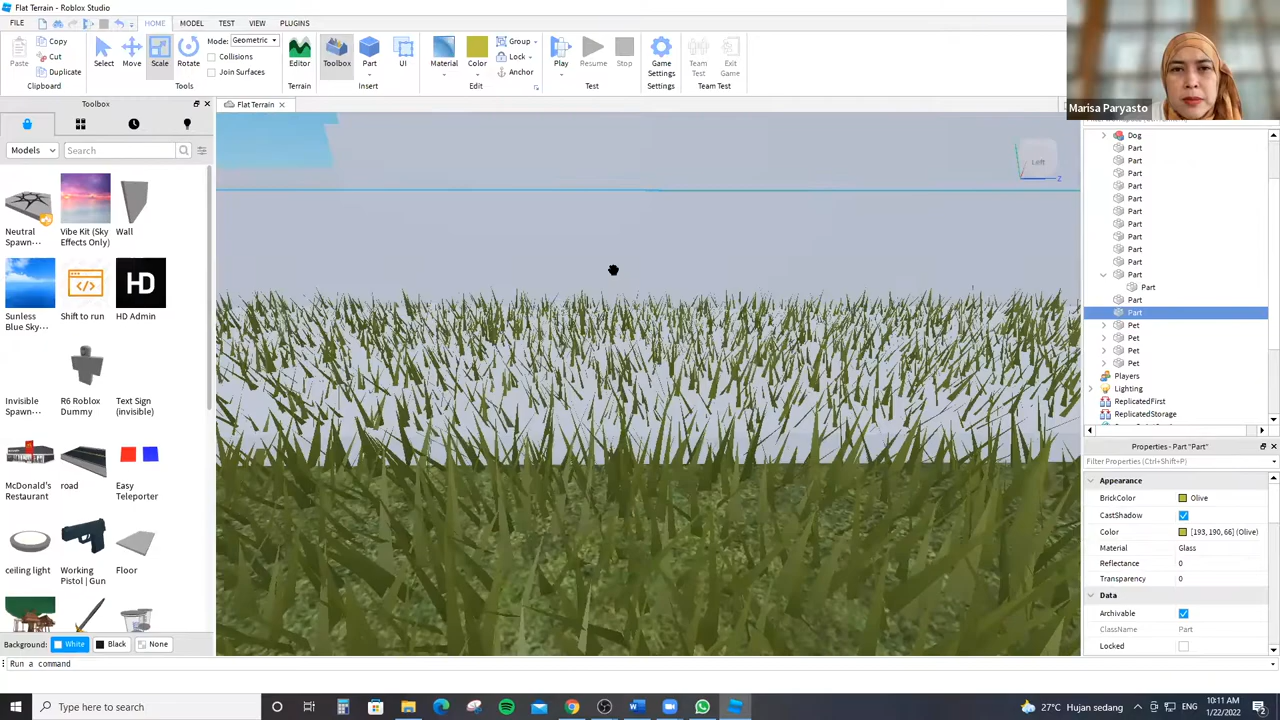 Flat Terrain - Roblox Studio
FILE HOME MODEL TEST VIEW PLUGINS
Paste Copy Cut Duplicate Clipboard
Select Move Scale Rotate Mode: Geometric Collisions Join Surfaces Tools
Editor Terrain
Toolbox Part UI Insert
Material Color Group Lock Anchor Edit
Play Resume Stop Test
Game Settings Settings
Team Test Exit Game Team Test
Marisa Paryasto
Toolbox
Flat Terrain
Models Search
Neutral Spawn… Vibe Kit (Sky Effects Only) Wall
Sunless Blue Sky… Shift to run HD Admin
HD
Invisible Spawn… R6 Roblox Dummy Text Sign (invisible)
McDonald's Restaurant road Easy Teleporter
ceiling light Working Pistol | Gun Floor
Background: White Black None
Left
Z
Dog
Part
Part
Part
Part
Part
Part
Part
Part
Part
Part
Part
Part
Part
Part
Pet
Pet
Pet
Pet
Players
Lighting
ReplicatedFirst
ReplicatedStorage
Properties - Part "Part"
Filter Properties (Ctrl+Shift+P)
Appearance
BrickColor Olive
CastShadow
Color [193, 190, 66] (Olive)
Material Glass
Reflectance 0
Transparency 0
Data
Archivable
ClassName Part
Locked
Run a command
Type here to search
27°C Hujan sedang ENG 10:11 AM
1/22/2022 2